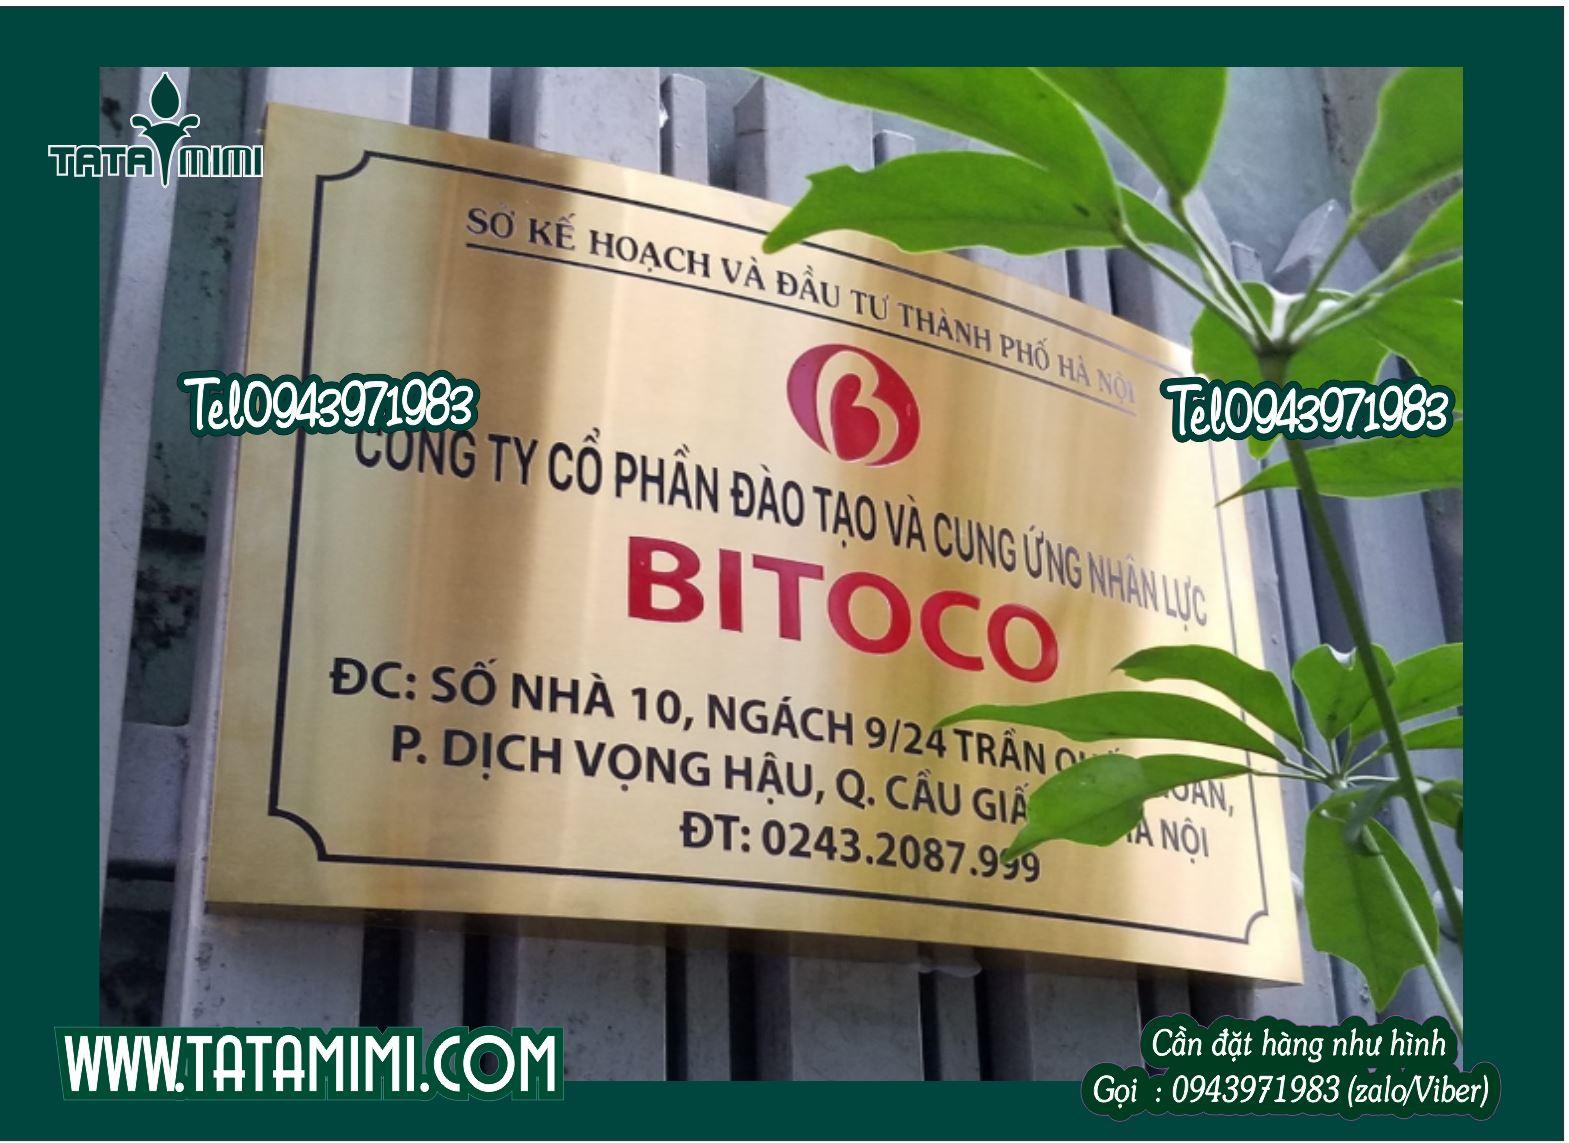 TATA MIMI
SỞ KẾ HOẠCH VÀ ĐẦU TƯ THÀNH PHỐ HÀ NỘI
B
Tel0943971983
Tel0943971983
CÔNG TY CỔ PHẦN ĐÀO TẠO VÀ CUNG ỨNG NHÂN LỰC
BITOCO
ĐC: SỐ NHÀ 10, NGÁCH 9/24 TRẦN
P. DỊCH VỌNG HẬU, Q. CẦU GIẤ HÀ NỘI
ĐT: 0243.2087.999
WWW.TATAMIMI.COM
Cần đặt hàng như hình
Gọi : 0943971983 (zalo/Viber)